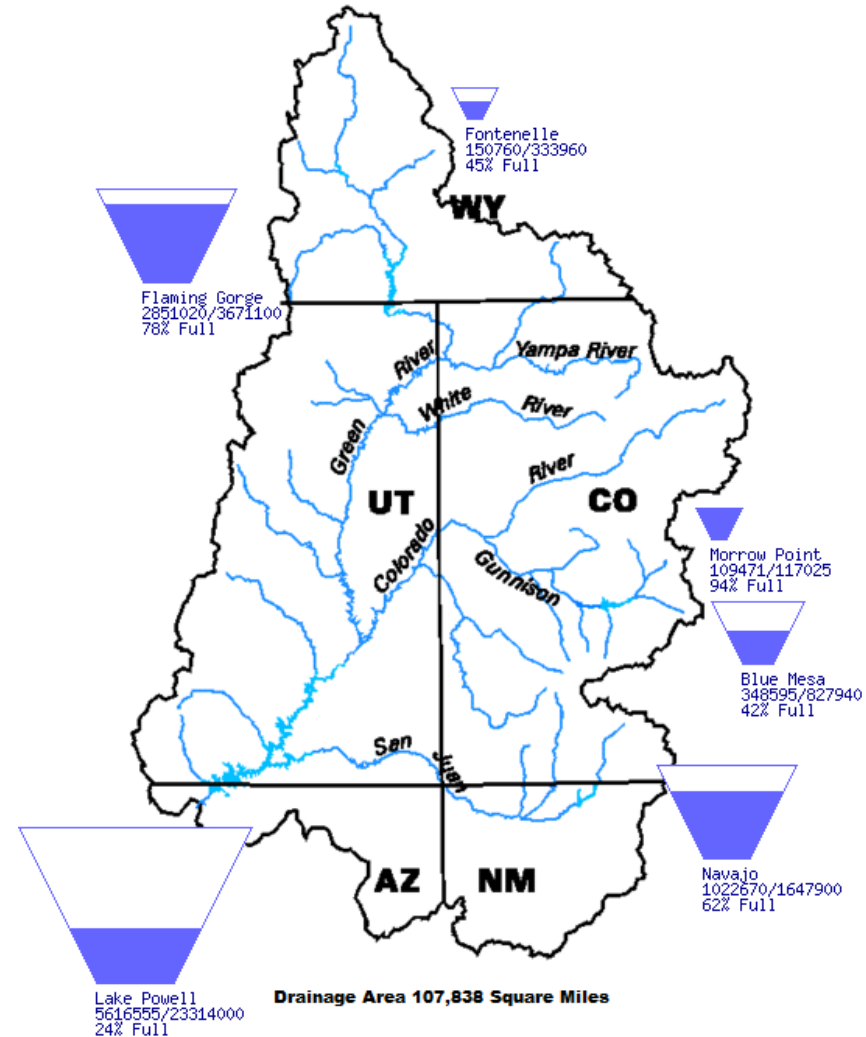 Fontenelle
150760/333960
45% Full
WY
Flaming Gorge
2851020/3671100
78% Full
Yampa River
River
White
River
Green
River
UT
CO
Colorado
Gunnison
Morrow Point
109471/117025
94% Full
Blue Mesa
348595/827940
42% Full
San
Juan
AZ
NM
Navajo
1022670/1647900
62% Full
Lake Powell
5616555/23314000
24% Full
Drainage Area 107,838 Square Miles